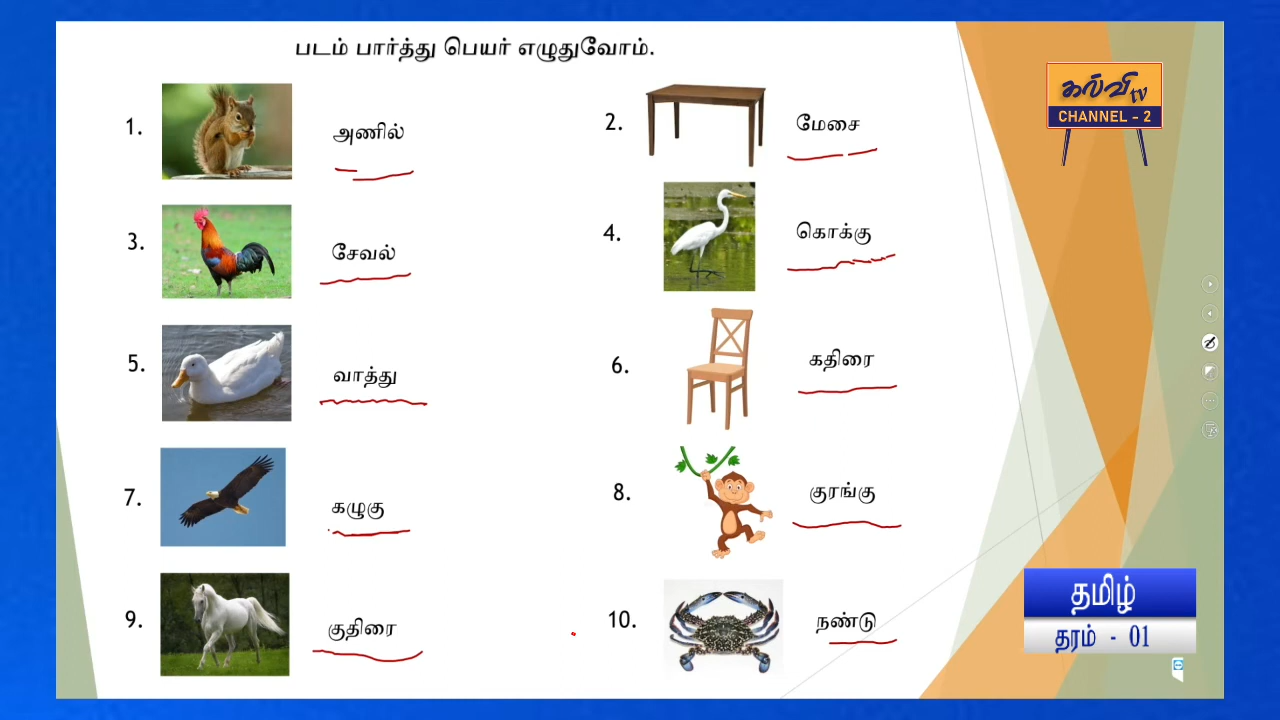 படம் பார்த்து பெயர் எழுதுவோம்.
கல்வி tv
CHANNEL - 2
1. அணில்
2. மேசை
3. சேவல்
4. கொக்கு
5. வாத்து
6. கதிரை
7. கழுகு
8. குரங்கு
9. குதிரை
10. நண்டு
தமிழ்
தரம் - 01